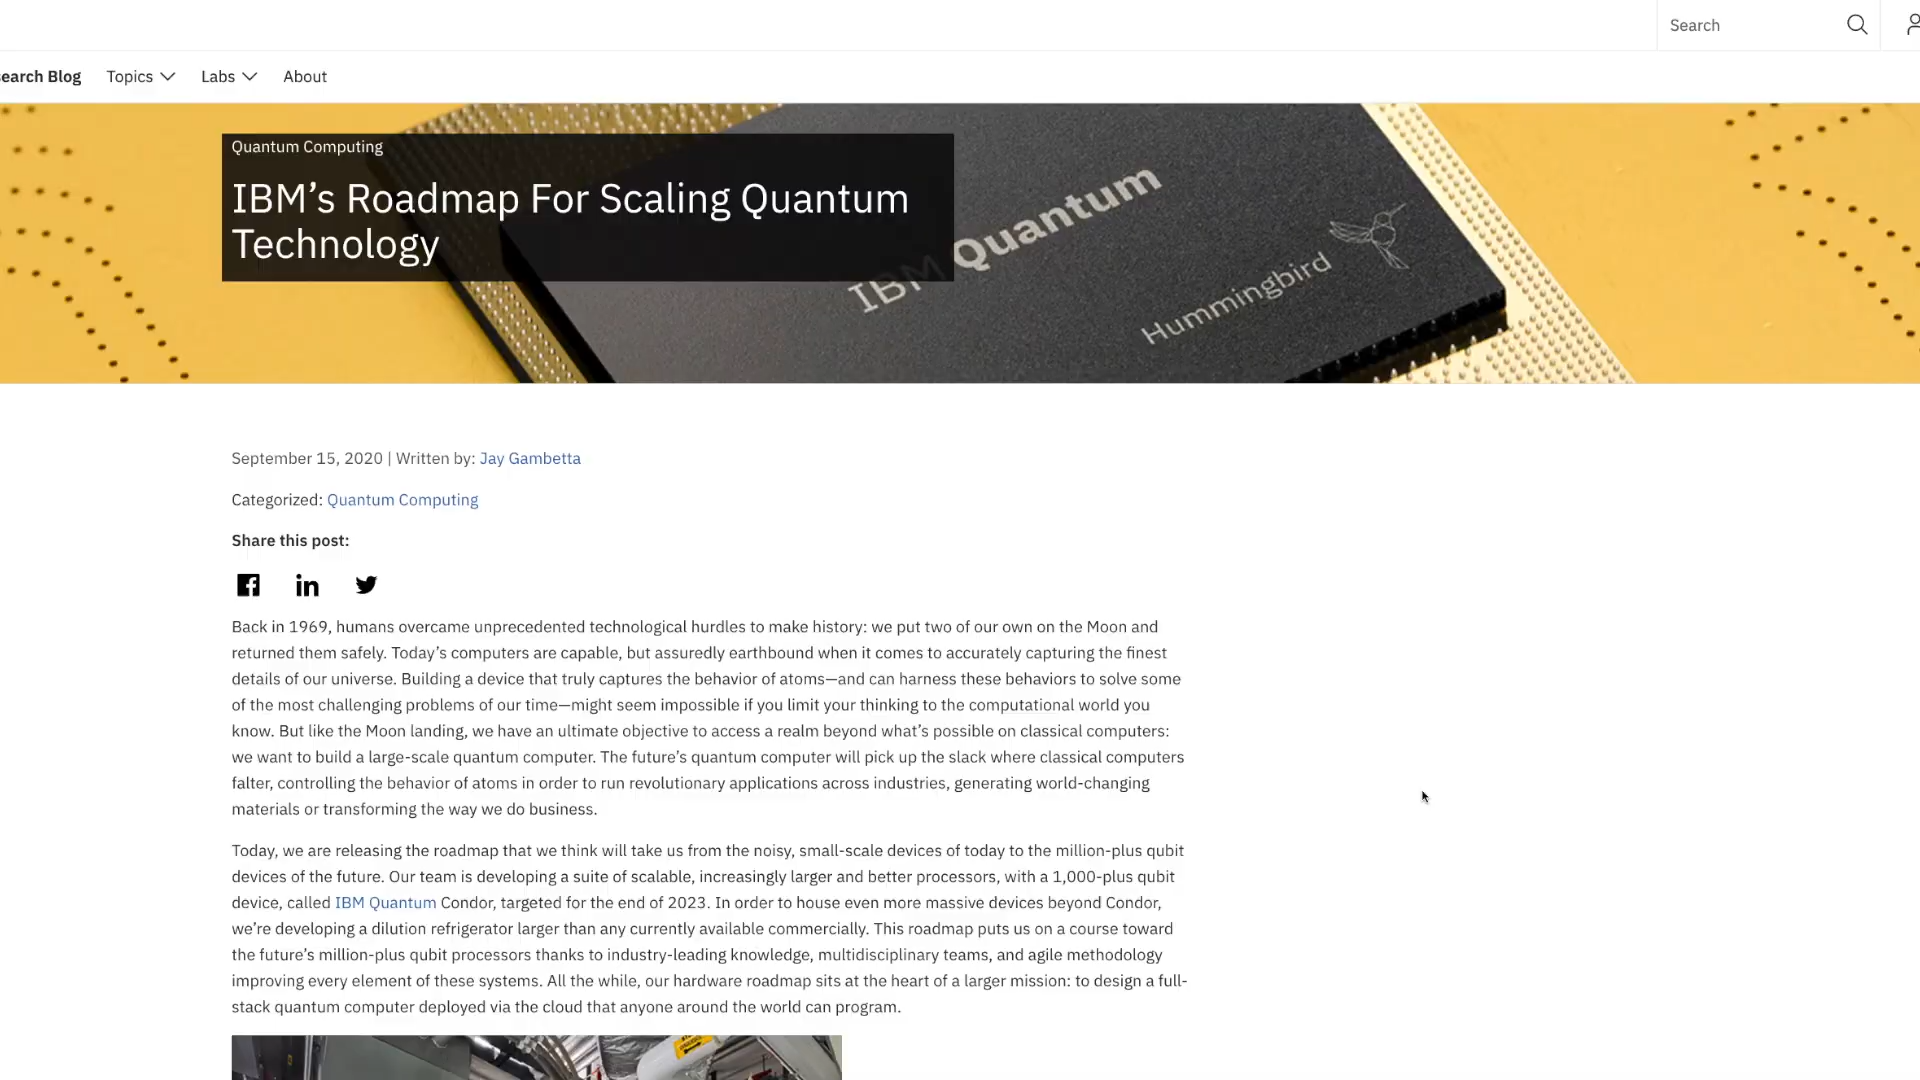 Search
earch Blog
Topics
Labs
About
Quantum Computing
IBM’s Roadmap For Scaling Quantum
Technology
IBM Quantum
Hummingbird
September 15, 2020 | Written by: Jay Gambetta
Categorized: Quantum Computing
Share this post:
Back in 1969, humans overcame unprecedented technological hurdles to make history: we put two of our own on the Moon and
returned them safely. Today’s computers are capable, but assuredly earthbound when it comes to accurately capturing the finest
details of our universe. Building a device that truly captures the behavior of atoms—and can harness these behaviors to solve some
of the most challenging problems of our time—might seem impossible if you limit your thinking to the computational world you
know. But like the Moon landing, we have an ultimate objective to access a realm beyond what’s possible on classical computers:
we want to build a large-scale quantum computer. The future’s quantum computer will pick up the slack where classical computers
falter, controlling the behavior of atoms in order to run revolutionary applications across industries, generating world-changing
materials or transforming the way we do business.
Today, we are releasing the roadmap that we think will take us from the noisy, small-scale devices of today to the million-plus qubit
devices of the future. Our team is developing a suite of scalable, increasingly larger and better processors, with a 1,000-plus qubit
device, called IBM Quantum Condor, targeted for the end of 2023. In order to house even more massive devices beyond Condor,
we’re developing a dilution refrigerator larger than any currently available commercially. This roadmap puts us on a course toward
the future’s million-plus qubit processors thanks to industry-leading knowledge, multidisciplinary teams, and agile methodology
improving every element of these systems. All the while, our hardware roadmap sits at the heart of a larger mission: to design a full-
stack quantum computer deployed via the cloud that anyone around the world can program.